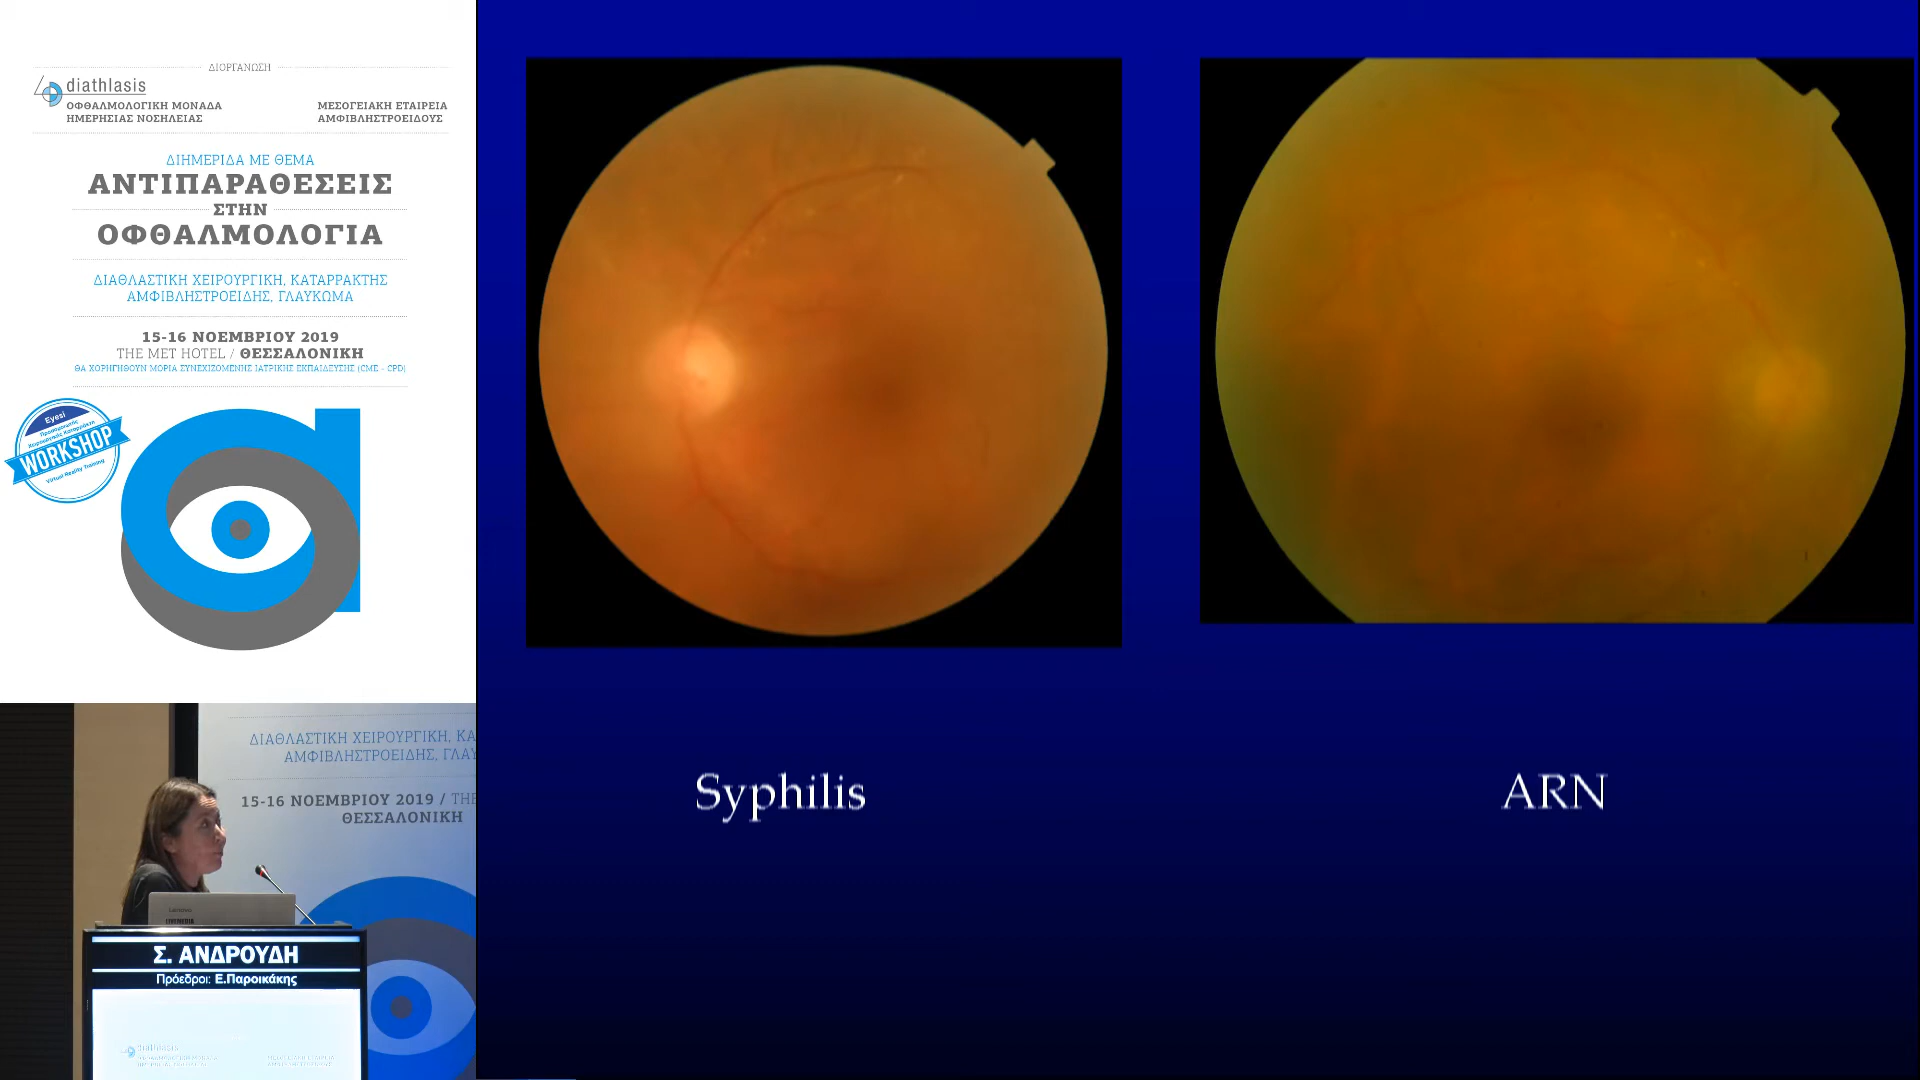 ΔΙΟΡΓΑΝΩΣΗ
diathlasis
ΟΦΘΑΛΜΟΛΟΓΙΚΗ ΜΟΝΑΔΑ
ΗΜΕΡΗΣΙΑΣ ΝΟΣΗΛΕΙΑΣ
ΜΕΣΟΓΕΙΑΚΗ ΕΤΑΙΡΕΙΑ
ΑΜΦΙΒΛΗΣΤΡΟΕΙΔΟΥΣ
ΔΙΗΜΕΡΙΔΑ ΜΕ ΘΕΜΑ
ΑΝΤΙΠΑΡΑΘΕΣΕΙΣ
ΣΤΗΝ
ΟΦΘΑΛΜΟΛΟΓΙΑ
ΔΙΑΘΛΑΣΤΙΚΗ ΧΕΙΡΟΥΡΓΙΚΗ, ΚΑΤΑΡΡΑΚΤΗΣ
ΑΜΦΙΒΛΗΣΤΡΟΕΙΔΗΣ, ΓΛΑΥΚΩΜΑ
15-16 ΝΟΕΜΒΡΙΟΥ 2019
THE MET HOTEL / ΘΕΣΣΑΛΟΝΙΚΗ
ΘΑ ΧΟΡΗΓΗΘΟΥΝ ΜΟΡΙΑ ΣΥΝΕΧΙΖΟΜΕΝΗΣ ΙΑΤΡΙΚΗΣ ΕΚΠΑΙΔΕΥΣΗΣ (CME - CPD)
Eyesi
WORKSHOP
Virtual Reality Training
Syphilis
ARN
ΔΙΑΘΛΑΣΤΙΚΗ ΧΕΙΡΟΥΡΓΙΚΗ, ΚΑ
ΑΜΦΙΒΛΗΣΤΡΟΕΙΔΗΣ, ΓΛΑΥ
15-16 ΝΟΕΜΒΡΙΟΥ 2019 / THE
ΘΕΣΣΑΛΟΝΙΚΗ
Lenovo
Σ. ΑΝΔΡΟΥΔΗ
Πρόεδροι: Ε.Παροικάκης
diathlasis